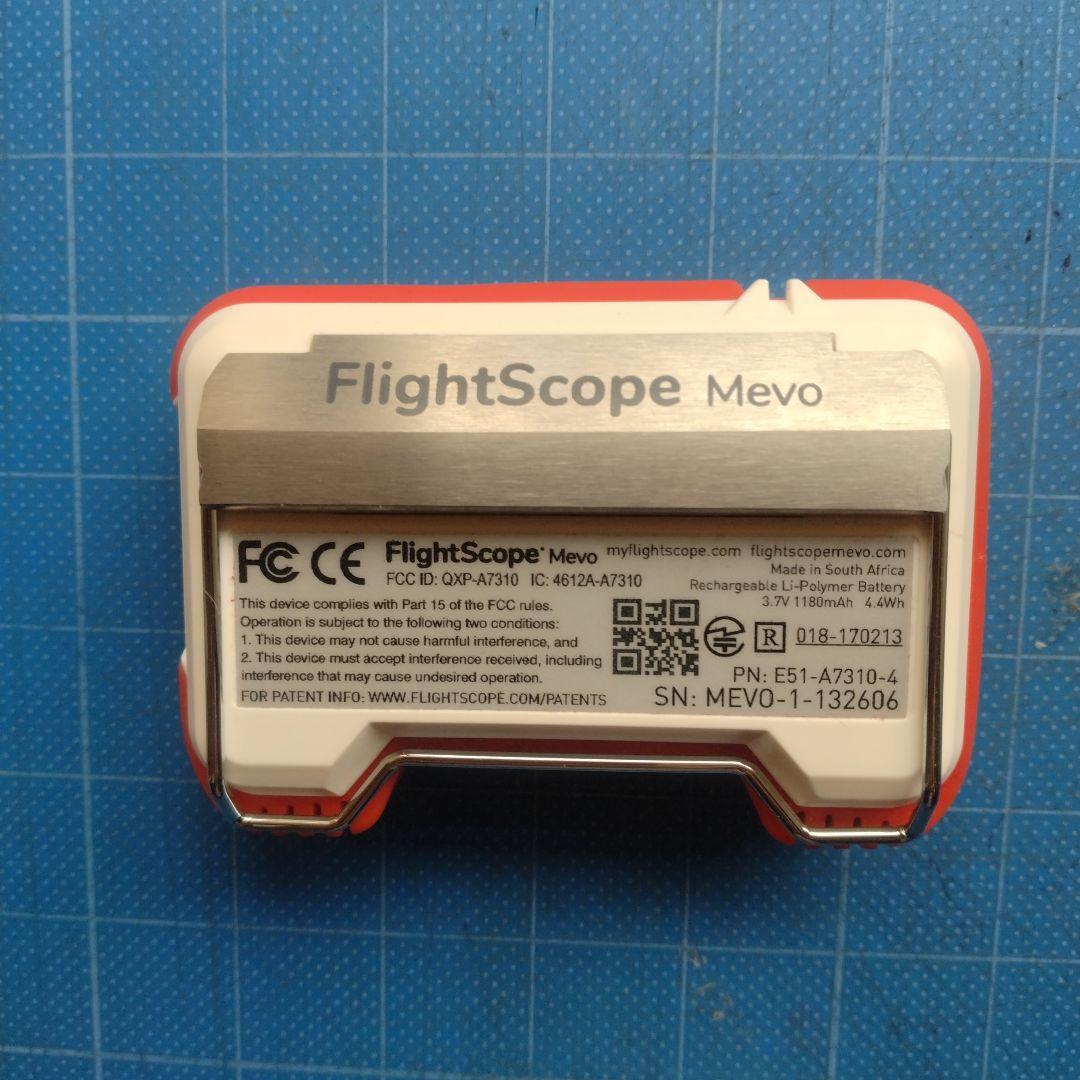 FlightScope Mevo
FC CE FlightScope® Mevo myflightscope.com flightscopemevo.com
FCC ID: QXP-A7310 IC: 4612A-A7310
Made in South Africa
Rechargeable Li-Polymer Battery
3.7V 1180mAh 4.4Wh
This device complies with Part 15 of the FCC rules.
Operation is subject to the following two conditions:
1. This device may not cause harmful interference, and
2. This device must accept interference received, including
interference that may cause undesired operation.
FOR PATENT INFO: WWW.FLIGHTSCOPE.COM/PATENTS
R 018-170213
PN: E51-A7310-4
SN: MEVO-1-132606